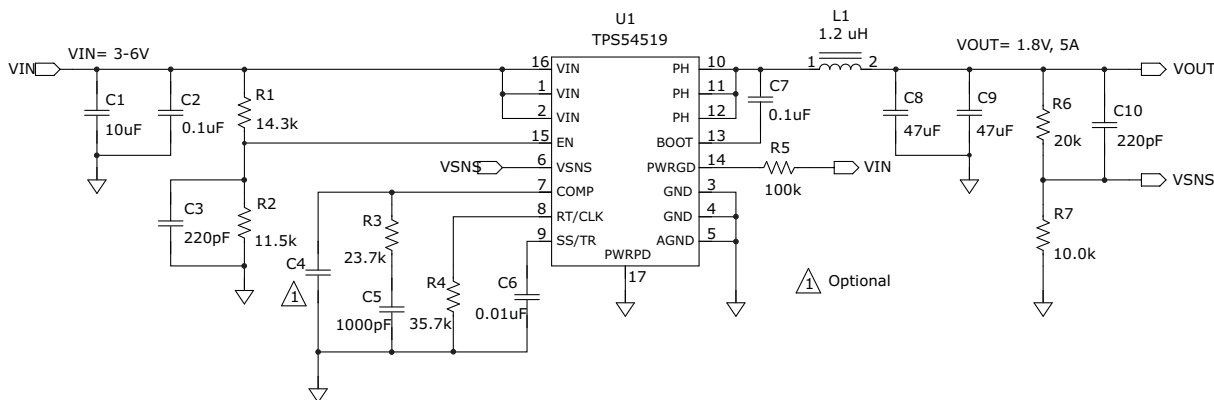 U1
TPS54519
L1
1.2 uH
VIN= 3-6V
VOUT= 1.8V, 5A
VIN
16 VIN PH 10
1 2
VOUT
1 VIN PH 11
2 VIN PH 12
15 EN BOOT 13
VSNS
6 VSNS PWRGD 14
7 COMP GND 3
8 RT/CLK GND 4
9 SS/TR AGND 5
PWRPD
17
C1
10uF
C2
0.1uF
R1
14.3k
C3
220pF
R2
11.5k
C4
1
R3
23.7k
C5
1000pF
R4
35.7k
C6
0.01uF
C7
0.1uF
R5
100k
VIN
C8
47uF
C9
47uF
R6
20k
C10
220pF
VSNS
R7
10.0k
1 Optional